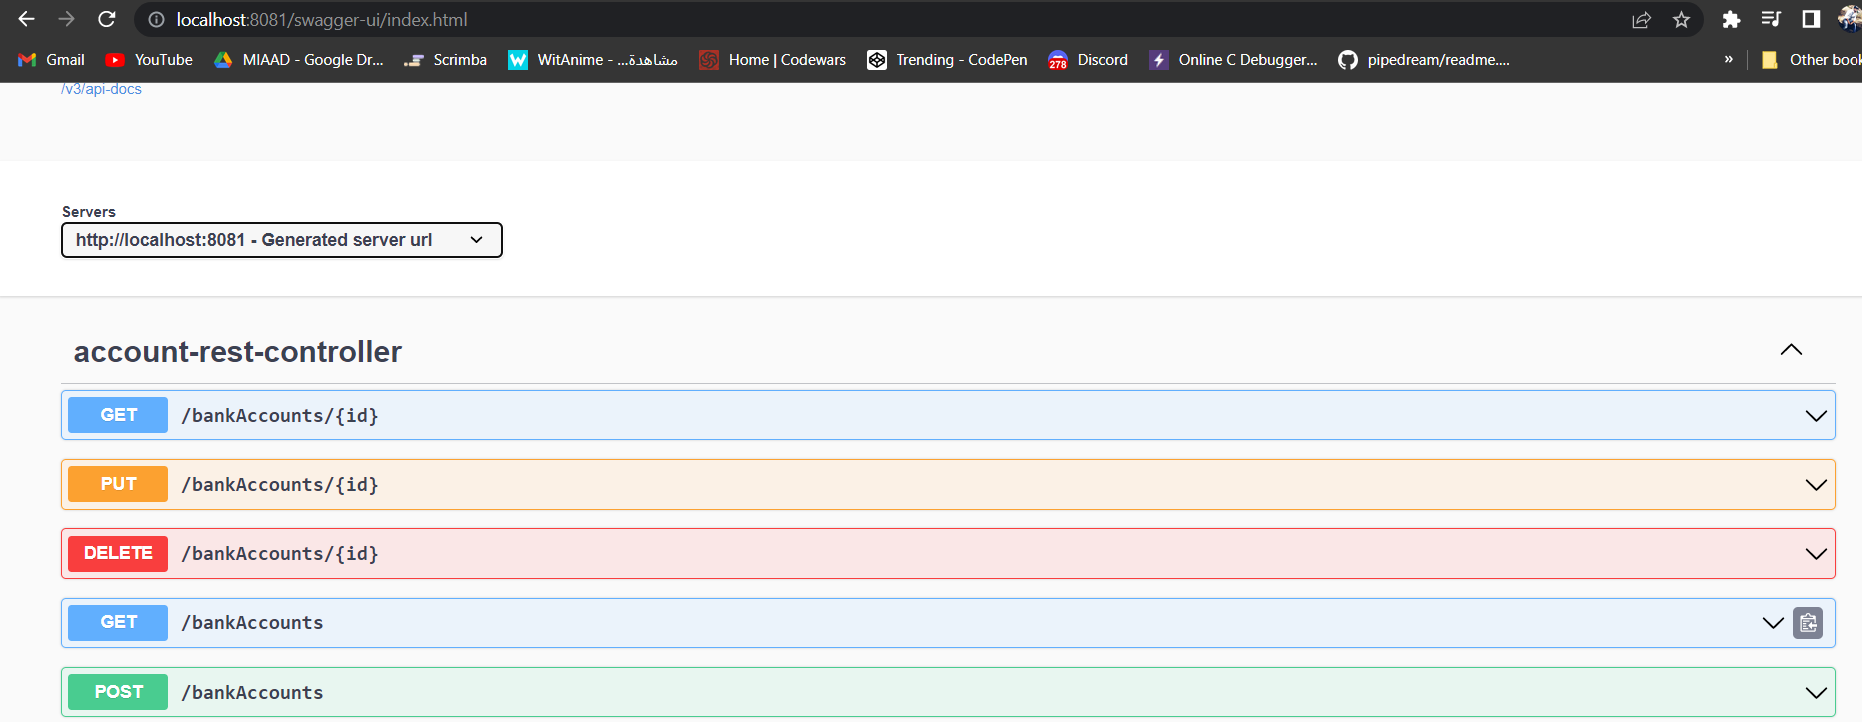 localhost:8081/swagger-ui/index.html
Gmail YouTube MIAAD - Google Dr... Scrimba WitAnime - ...مشاهدة Home | Codewars Trending - CodePen 278 Discord Online C Debugger... pipedream/readme.... » Other book
/v3/api-docs
Servers
http://localhost:8081 - Generated server url
account-rest-controller
GET /bankAccounts/{id}
PUT /bankAccounts/{id}
DELETE /bankAccounts/{id}
GET /bankAccounts
POST /bankAccounts